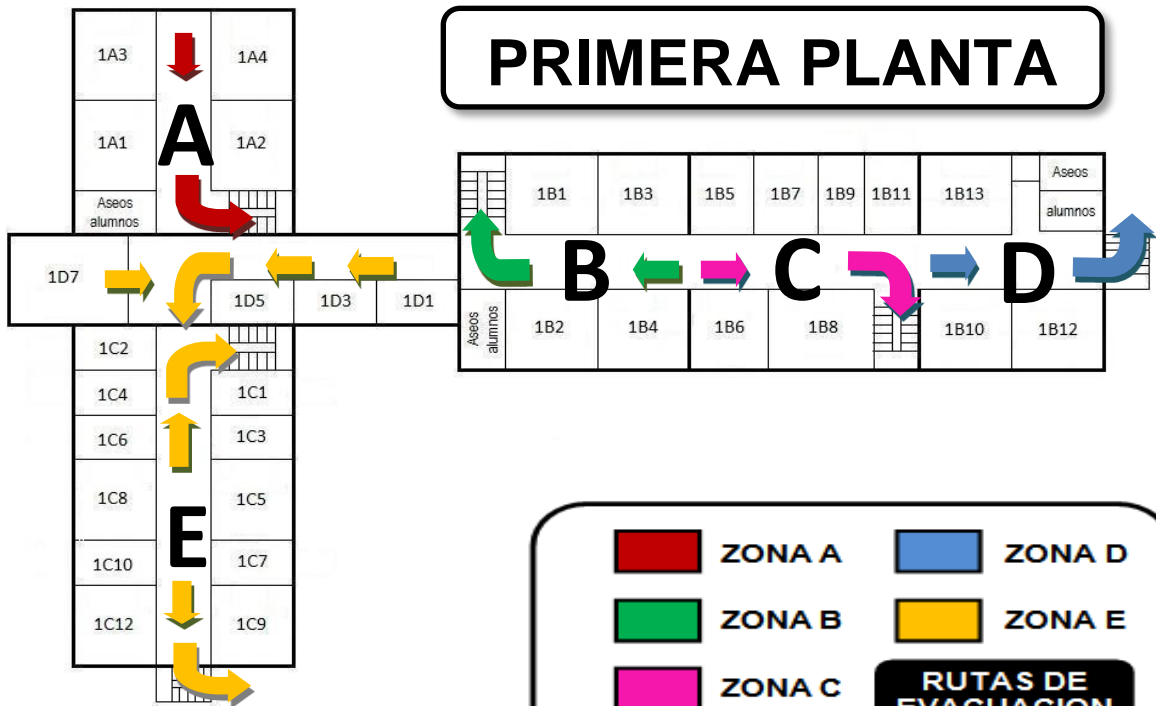 PRIMERA PLANTA
1A3
1A4
A
1A1
1A2
Aseos
alumnos
1D7
1D5
1D3
1D1
1C2
1C4
1C1
1C6
1C3
1C8
1C5
E
1C10
1C7
1C12
1C9
1B1
1B3
1B5
1B7
1B9
1B11
1B13
Aseos
alumnos
B
C
D
Aseos
alumnos
1B2
1B4
1B6
1B8
1B10
1B12
ZONA A
ZONA D
ZONA B
ZONA E
ZONA C
RUTAS DE
EVACUACION